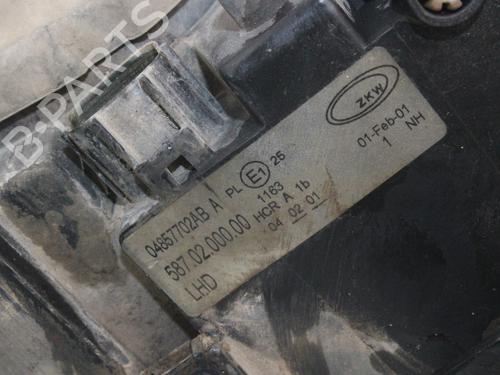 B-PARTS
ZKW
01-Feb-01
1 NH
04857702AB A PL E1 25
1163
587.02.000.00 HCR A 1b
04 02 01
LHD